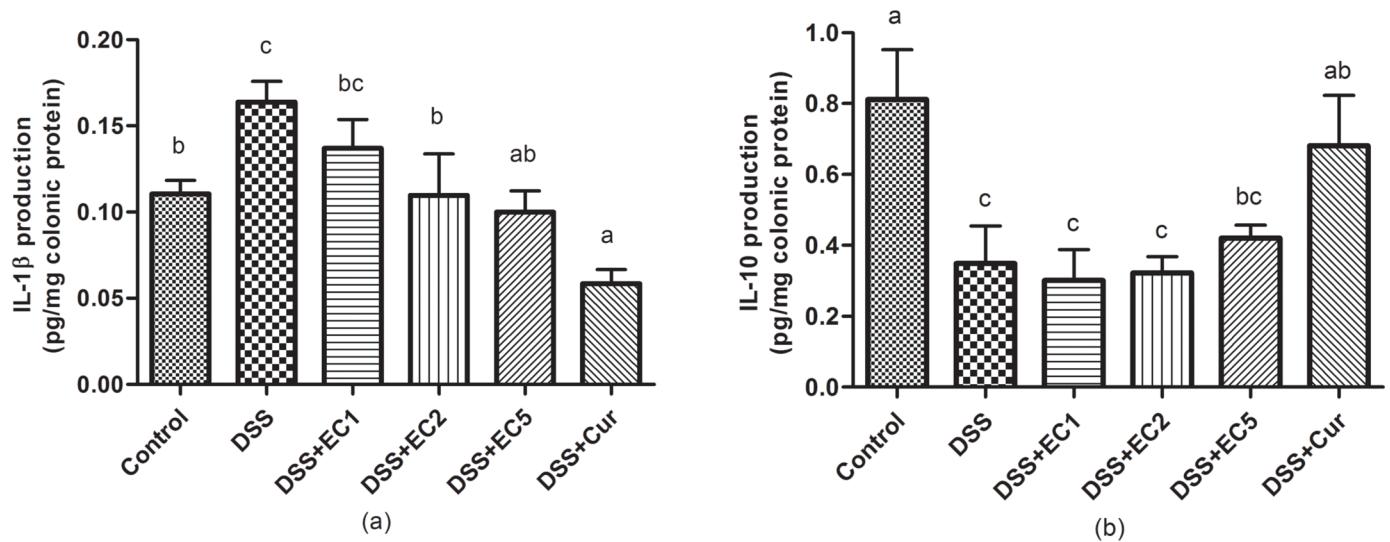 IL-1β production
(pg/mg colonic protein)
0.20
0.15
0.10
0.05
0.00
b
c
bc
b
ab
a
Control
DSS
DSS+EC1
DSS+EC2
DSS+EC5
DSS+Cur
(a)
IL-10 production
(pg/mg colonic protein)
1.0
0.8
0.6
0.4
0.2
0.0
a
c
c
c
bc
ab
Control
DSS
DSS+EC1
DSS+EC2
DSS+EC5
DSS+Cur
(b)